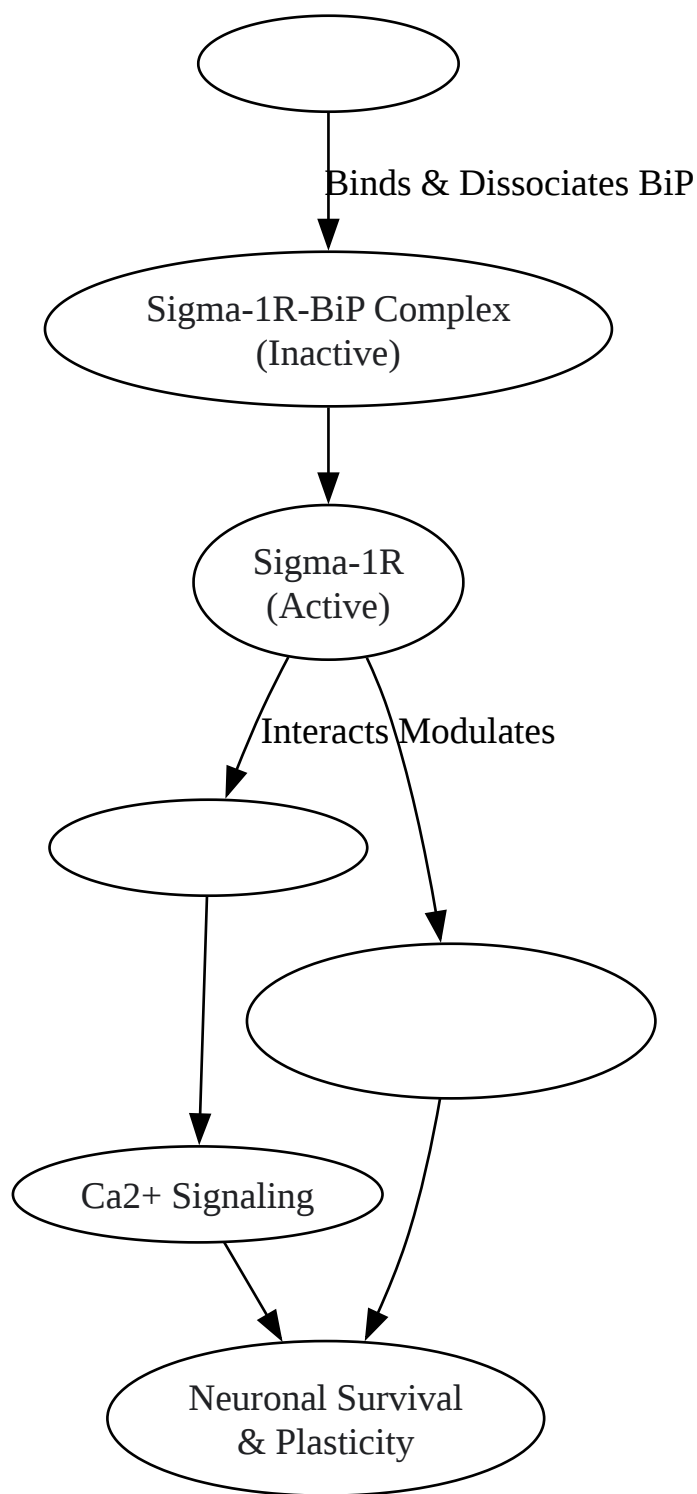 Binds & Dissociates BiP
Sigma-1R-BiP Complex
(Inactive)
Sigma-1R
(Active)
Interacts
Modulates
Ca2+ Signaling
Neuronal Survival
& Plasticity